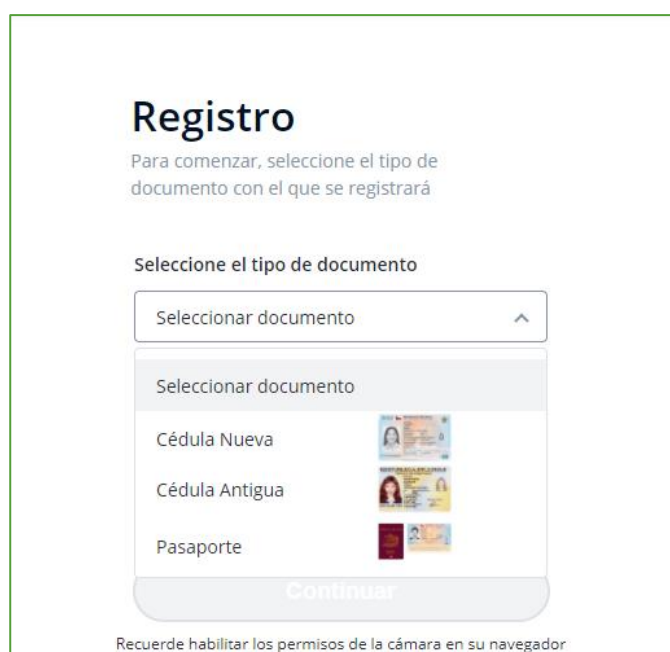 Registro
Para comenzar, seleccione el tipo de
documento con el que se registrará
Seleccione el tipo de documento
Seleccionar documento
Seleccionar documento
Cédula Nueva
Cédula Antigua
Pasaporte
Continuar
Recuerde habilitar los permisos de la cámara en su navegador